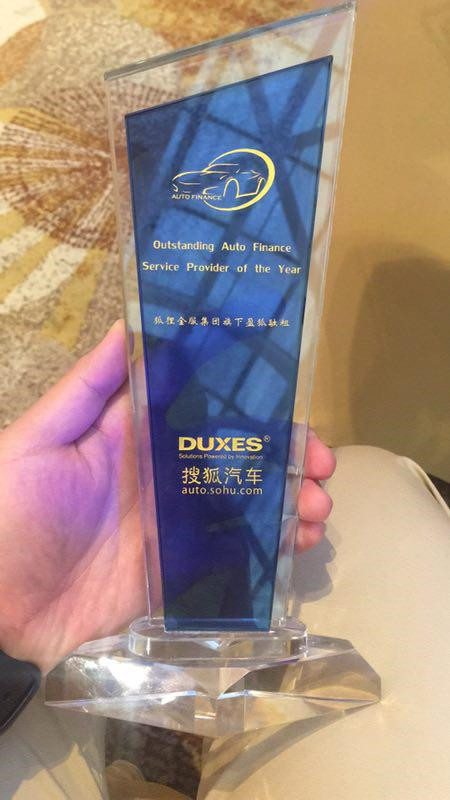 AUTO FINANCE
Outstanding Auto Finance
Service Provider of the Year
狐狸金服集团旗下盈狐融租
DUXES®
Solutions Powered by Innovation
搜狐汽车
auto.sohu.com